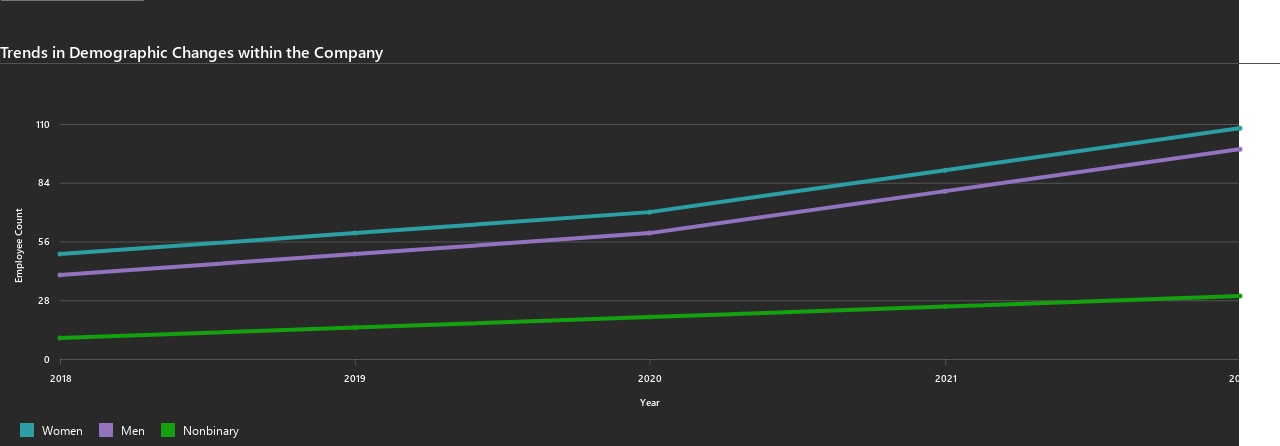 Trends in Demographic Changes within the Company
110
84
56
28
0
Employee Count
2018 2019 2020 2021 20
Year
Women Men Nonbinary